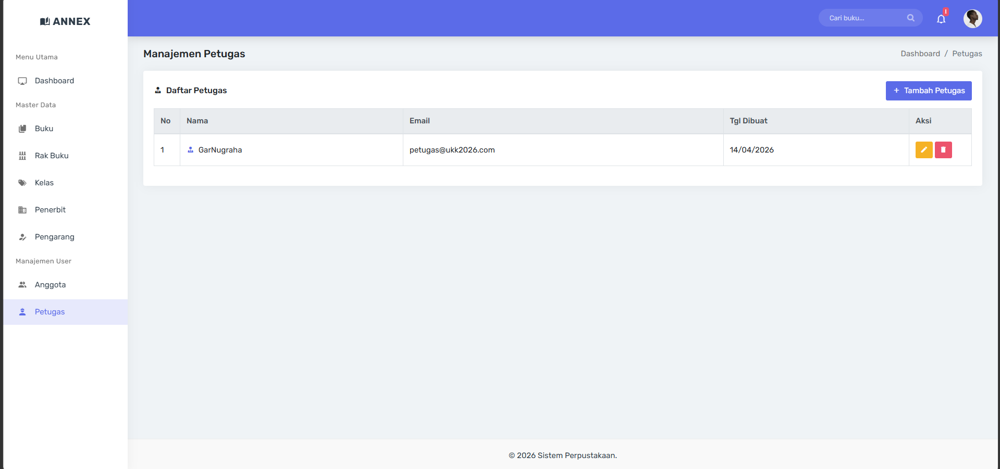 ANNEX
Cari buku...
!
Menu Utama
Dashboard
Master Data
Buku
Rak Buku
Kelas
Penerbit
Pengarang
Manajemen User
Anggota
Petugas
Manajemen Petugas
Dashboard / Petugas
Daftar Petugas
+ Tambah Petugas
No Nama Email Tgl Dibuat Aksi
1 GarNugraha petugas@ukk2026.com 14/04/2026
© 2026 Sistem Perpustakaan.